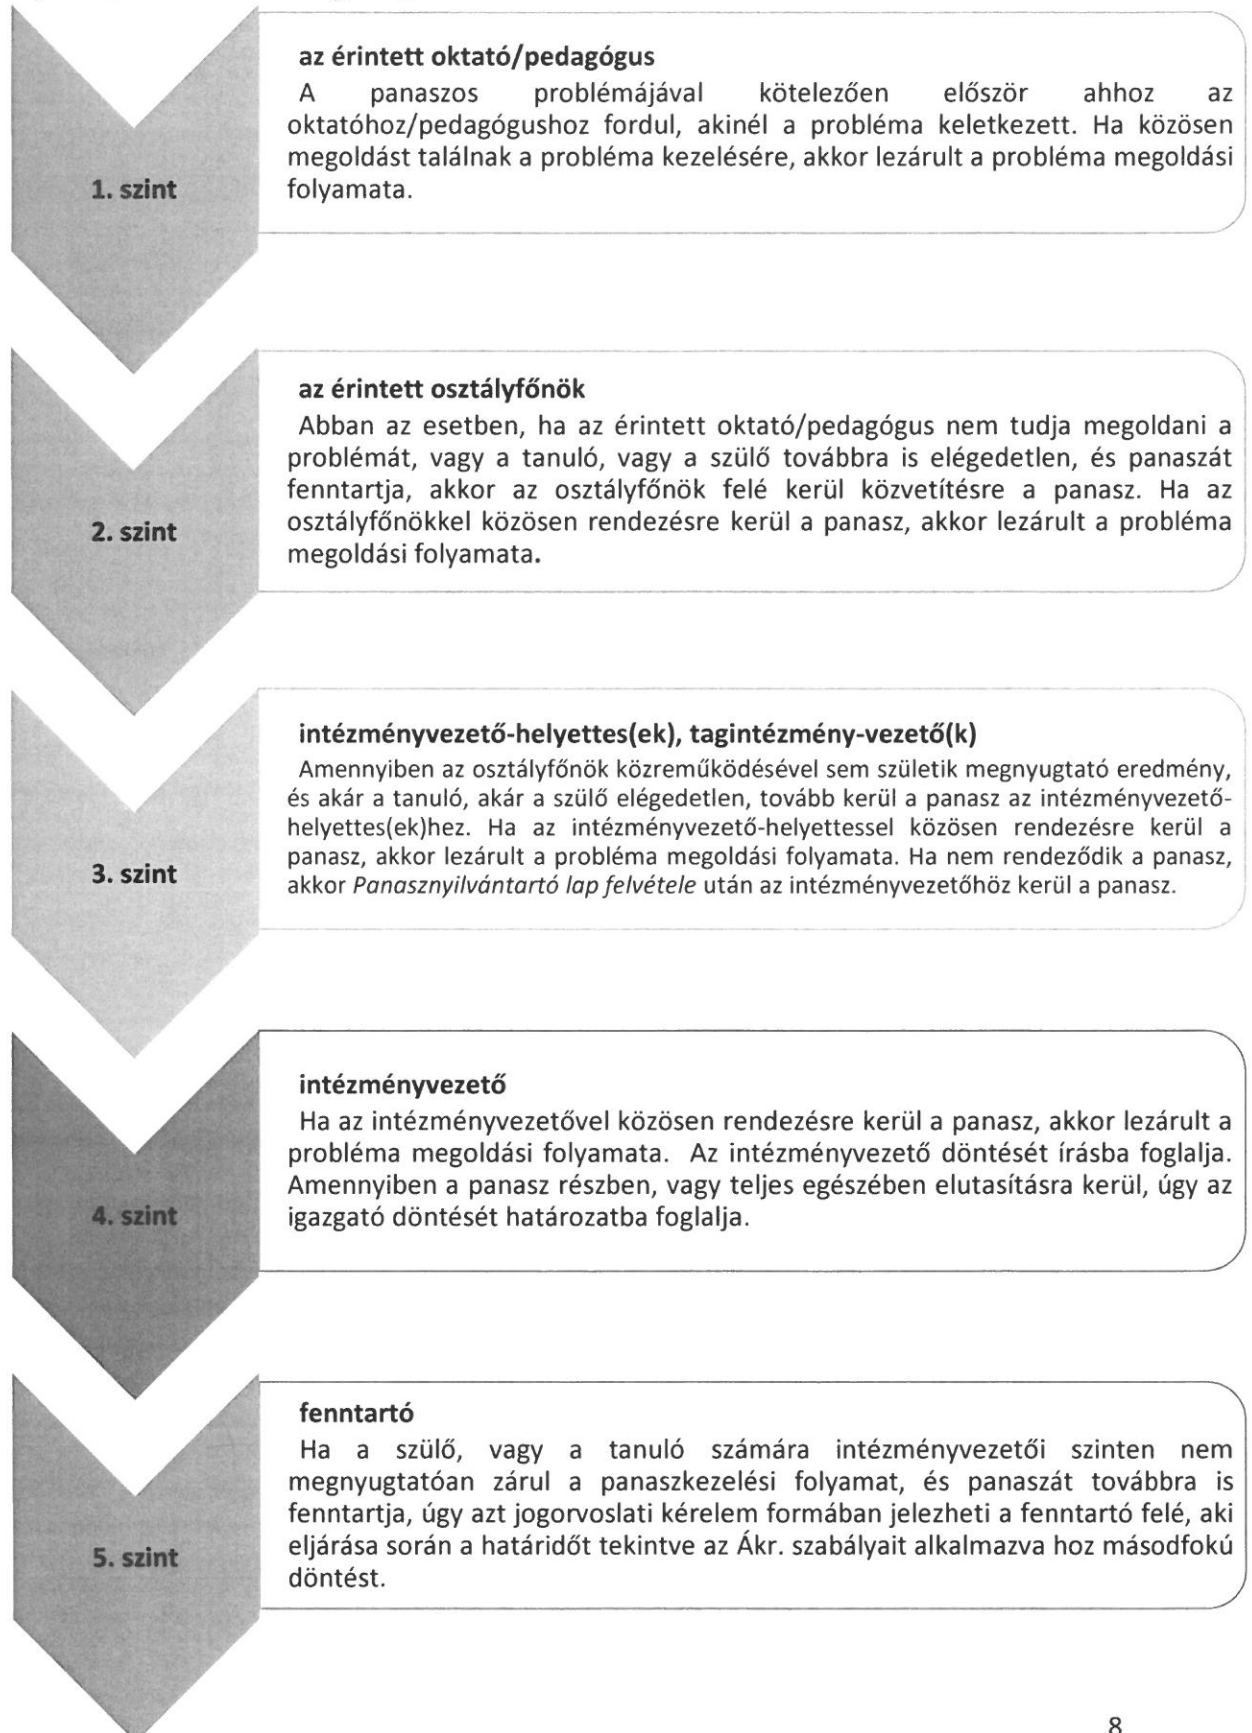 az érintett oktató/pedagógus
A panaszos problémájával kötelezően először ahhoz az
oktatóhoz/pedagógushoz fordul, akinél a probléma keletkezett. Ha közösen
megoldást találnak a probléma kezelésére, akkor lezárult a probléma megoldási
folyamata.
1. szint
az érintett osztályfőnök
Abban az esetben, ha az érintett oktató/pedagógus nem tudja megoldani a
problémát, vagy a tanuló, vagy a szülő továbbra is elégedetlen, és panaszát
fenntartja, akkor az osztályfőnök felé kerül közvetítésre a panasz. Ha az
osztályfőnökkel közösen rendezésre kerül a panasz, akkor lezárult a probléma
megoldási folyamata.
2. szint
intézményvezető-helyettes(ek), tagintézmény-vezető(k)
Amennyiben az osztályfőnök közreműködésével sem születik megnyugtató eredmény,
és akár a tanuló, akár a szülő elégedetlen, tovább kerül a panasz az intézményvezető-
helyettes(ek)hez. Ha az intézményvezető-helyettessel közösen rendezésre kerül a
panasz, akkor lezárult a probléma megoldási folyamata. Ha nem rendeződik a panasz,
akkor Panasznyilvántartó lap felvétele után az intézményvezetőhöz kerül a panasz.
3. szint
intézményvezető
Ha az intézményvezetővel közösen rendezésre kerül a panasz, akkor lezárult a
probléma megoldási folyamata. Az intézményvezető döntését írásba foglalja.
Amennyiben a panasz részben, vagy teljes egészében elutasításra kerül, úgy az
igazgató döntését határozatba foglalja.
4. szint
fenntartó
Ha a szülő, vagy a tanuló számára intézményvezetői szinten nem
megnyugtatóan zárul a panaszkezelési folyamat, és panaszát továbbra is
fenntartja, úgy azt jogorvoslati kérelem formában jelezheti a fenntartó felé, aki
eljárása során a határidőt tekintve az Ákr. szabályait alkalmazva hoz másodfokú
döntést.
5. szint
8